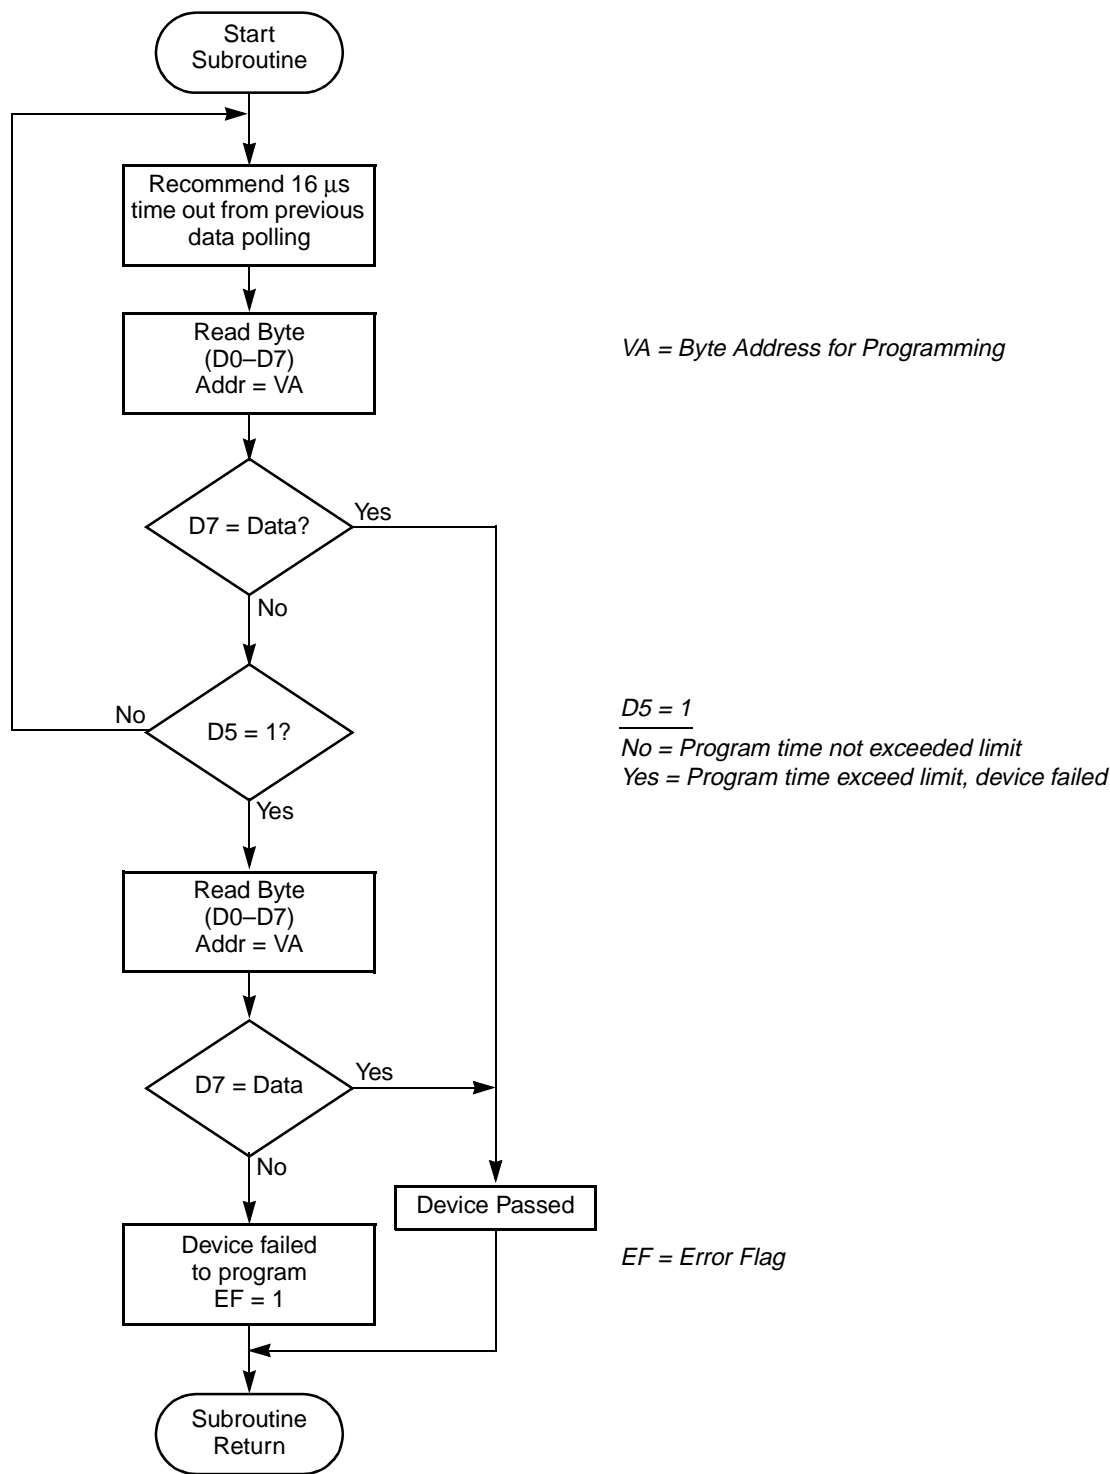 Start
Subroutine
Recommend 16 μs
time out from previous
data polling
Read Byte
(D0–D7)
Addr = VA
VA = Byte Address for Programming
D7 = Data?
Yes
No
No
D5 = 1?
D5 = 1
No = Program time not exceeded limit
Yes = Program time exceed limit, device failed
Yes
Read Byte
(D0–D7)
Addr = VA
D7 = Data
Yes
No
Device Passed
Device failed
to program
EF = 1
EF = Error Flag
Subroutine
Return